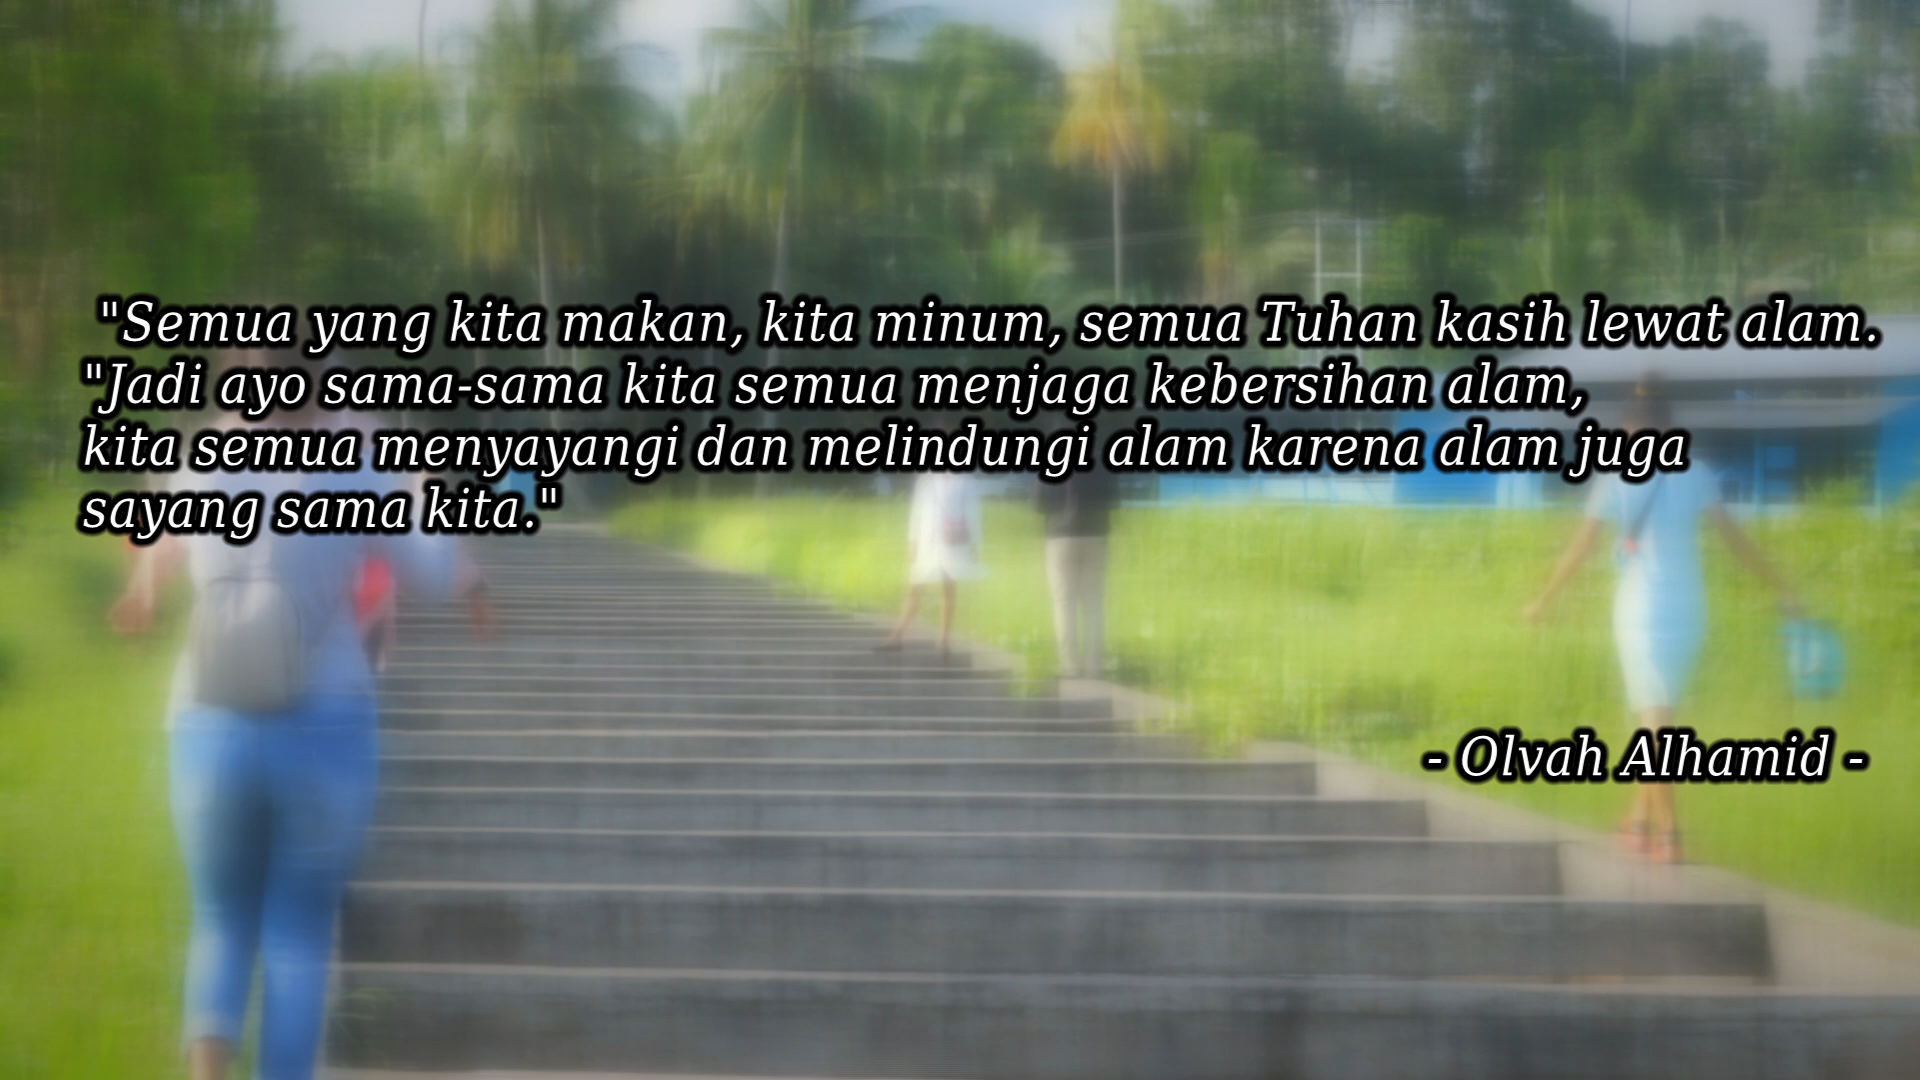 "Semua yang kita makan, kita minum, semua Tuhan kasih lewat alam.
"Jadi ayo sama-sama kita semua menjaga kebersihan alam,
kita semua menyayangi dan melindungi alam karena alam juga
sayang sama kita."
- Olvah Alhamid -